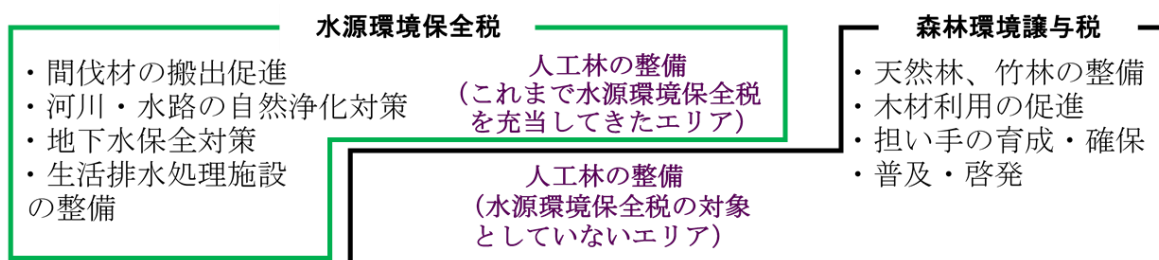 水源環境保全税
・間伐材の搬出促進
・河川・水路の自然浄化対策
・地下水保全対策
・生活排水処理施設
の整備
人工林の整備
（これまで水源環境保全税
を充当してきたエリア）
人工林の整備
（水源環境保全税の対象
としていないエリア）
森林環境譲与税
・天然林、竹林の整備
・木材利用の促進
・担い手の育成・確保
・普及・啓発